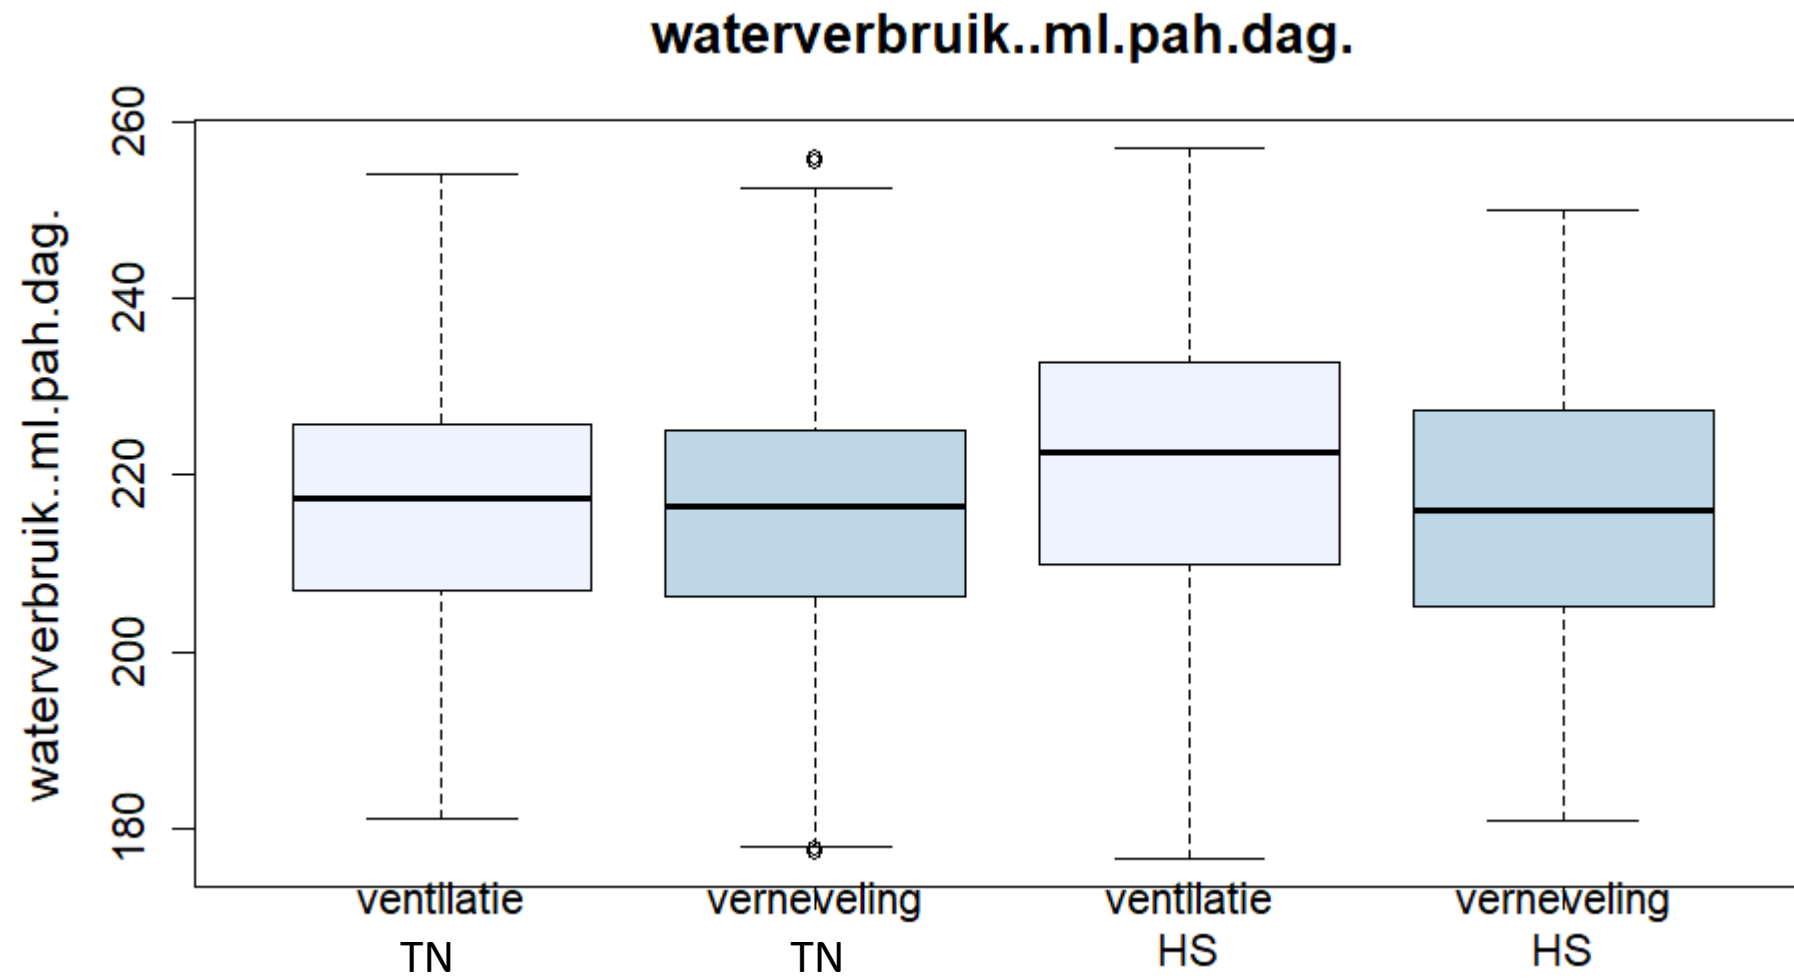 waterverbruik..ml.pah.dag.
waterverbruik..ml.pah.dag.
260
240
220
200
180
ventilatie verneveling ventilatie verneveling
TN TN HS HS